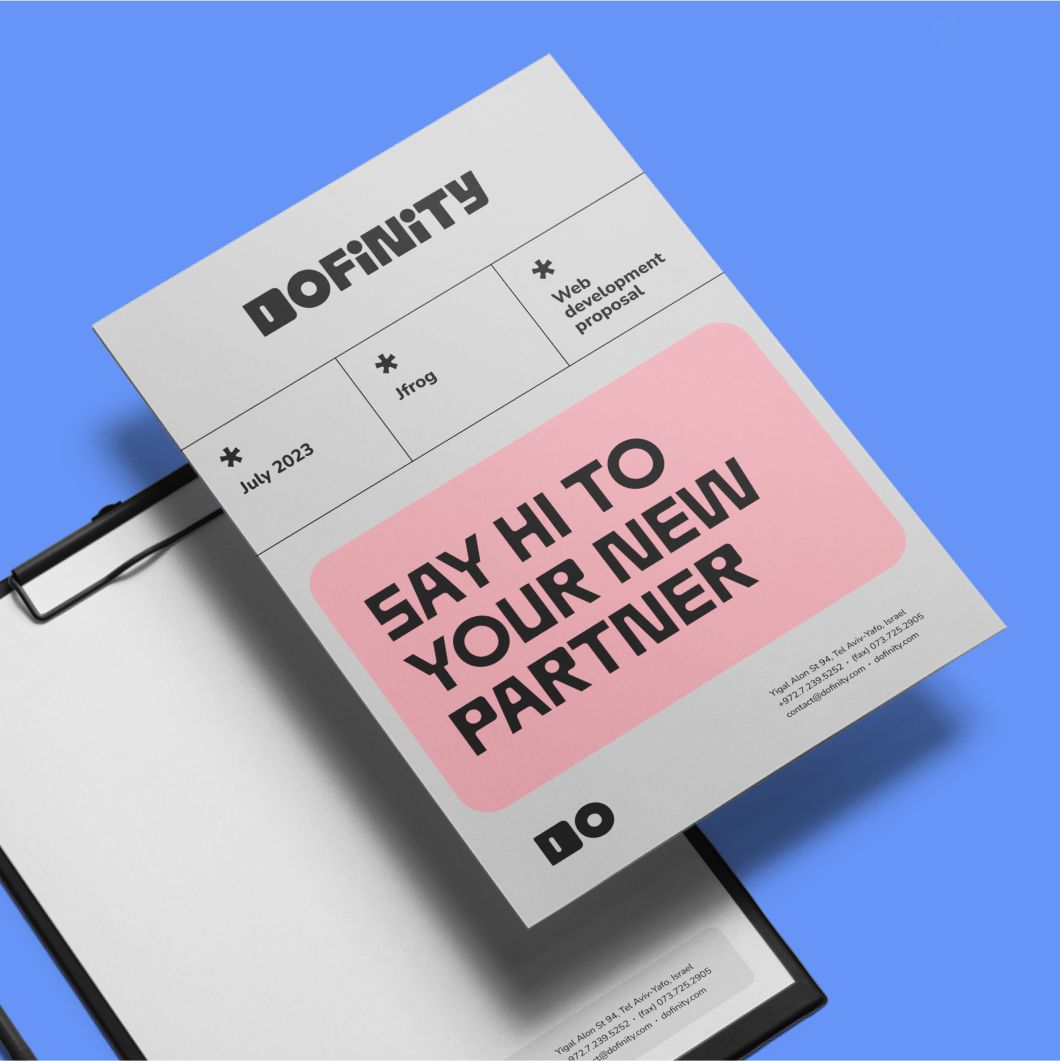 DOFiNiTY
July 2023
Jfrog
Web
development
proposal
SAY HI TO
YOUR NEW
PARTNER
Yigal Alon St 94, Tel Aviv-Yafo, Israel
+972.7.239.5252 • (fax) 073.725.2905
contact@dofinity.com • dofinity.com
DO
Yigal Alon St 94, Tel Aviv-Yafo, Israel
972.7.239.5252 • (fax) 073.725.2905
ct@dofinity.com • dofinity.com